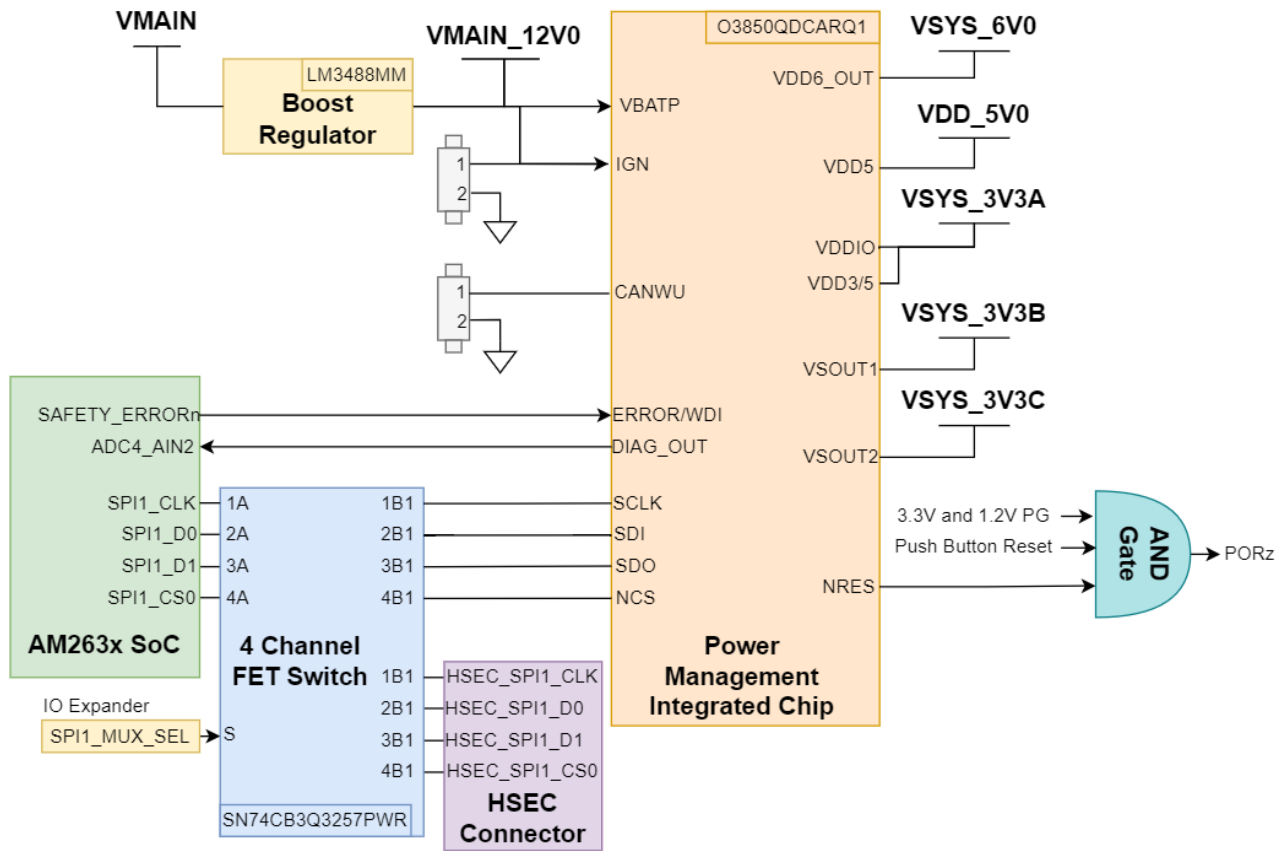 VMAIN
VMAIN_12V0
LM3488MM
Boost
Regulator
O3850QDCARQ1
VSYS_6V0
VDD6_OUT
VBATP
IGN
1
2
VDD_5V0
VDD5
VSYS_3V3A
VDDIO
VDD3/5
CANWU
1
2
VSYS_3V3B
VSOUT1
VSYS_3V3C
VSOUT2
SAFETY_ERRORn
ERROR/WDI
ADC4_AIN2
DIAG_OUT
SPI1_CLK
1A
1B1
SCLK
SPI1_D0
2A
2B1
SDI
SPI1_D1
3A
3B1
SDO
SPI1_CS0
4A
4B1
NCS
AM263x SoC
4 Channel
FET Switch
3.3V and 1.2V PG
Push Button Reset
NRES
AND
Gate
PORz
Power
Management
Integrated Chip
1B1
HSEC_SPI1_CLK
2B1
HSEC_SPI1_D0
3B1
HSEC_SPI1_D1
4B1
HSEC_SPI1_CS0
IO Expander
SPI1_MUX_SEL
S
SN74CB3Q3257PWR
HSEC
Connector